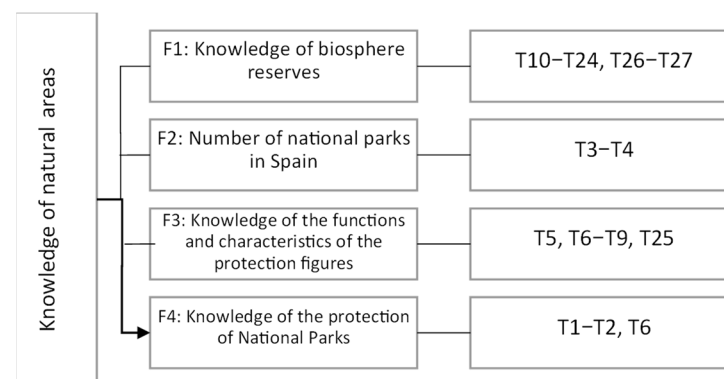 Knowledge of natural areas
F1: Knowledge of biosphere
reserves
T10−T24, T26−T27
F2: Number of national parks
in Spain
T3−T4
F3: Knowledge of the functions
and characteristics of the
protection figures
T5, T6−T9, T25
F4: Knowledge of the protection
of National Parks
T1−T2, T6